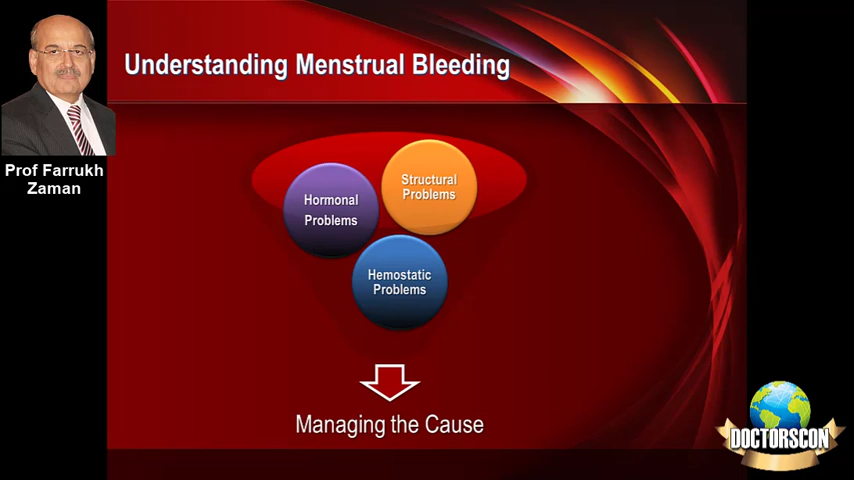 Understanding Menstrual Bleeding
Prof Farrukh
Zaman
Hormonal
Problems
Structural
Problems
Hemostatic
Problems
Managing the Cause
DOCTORSCON